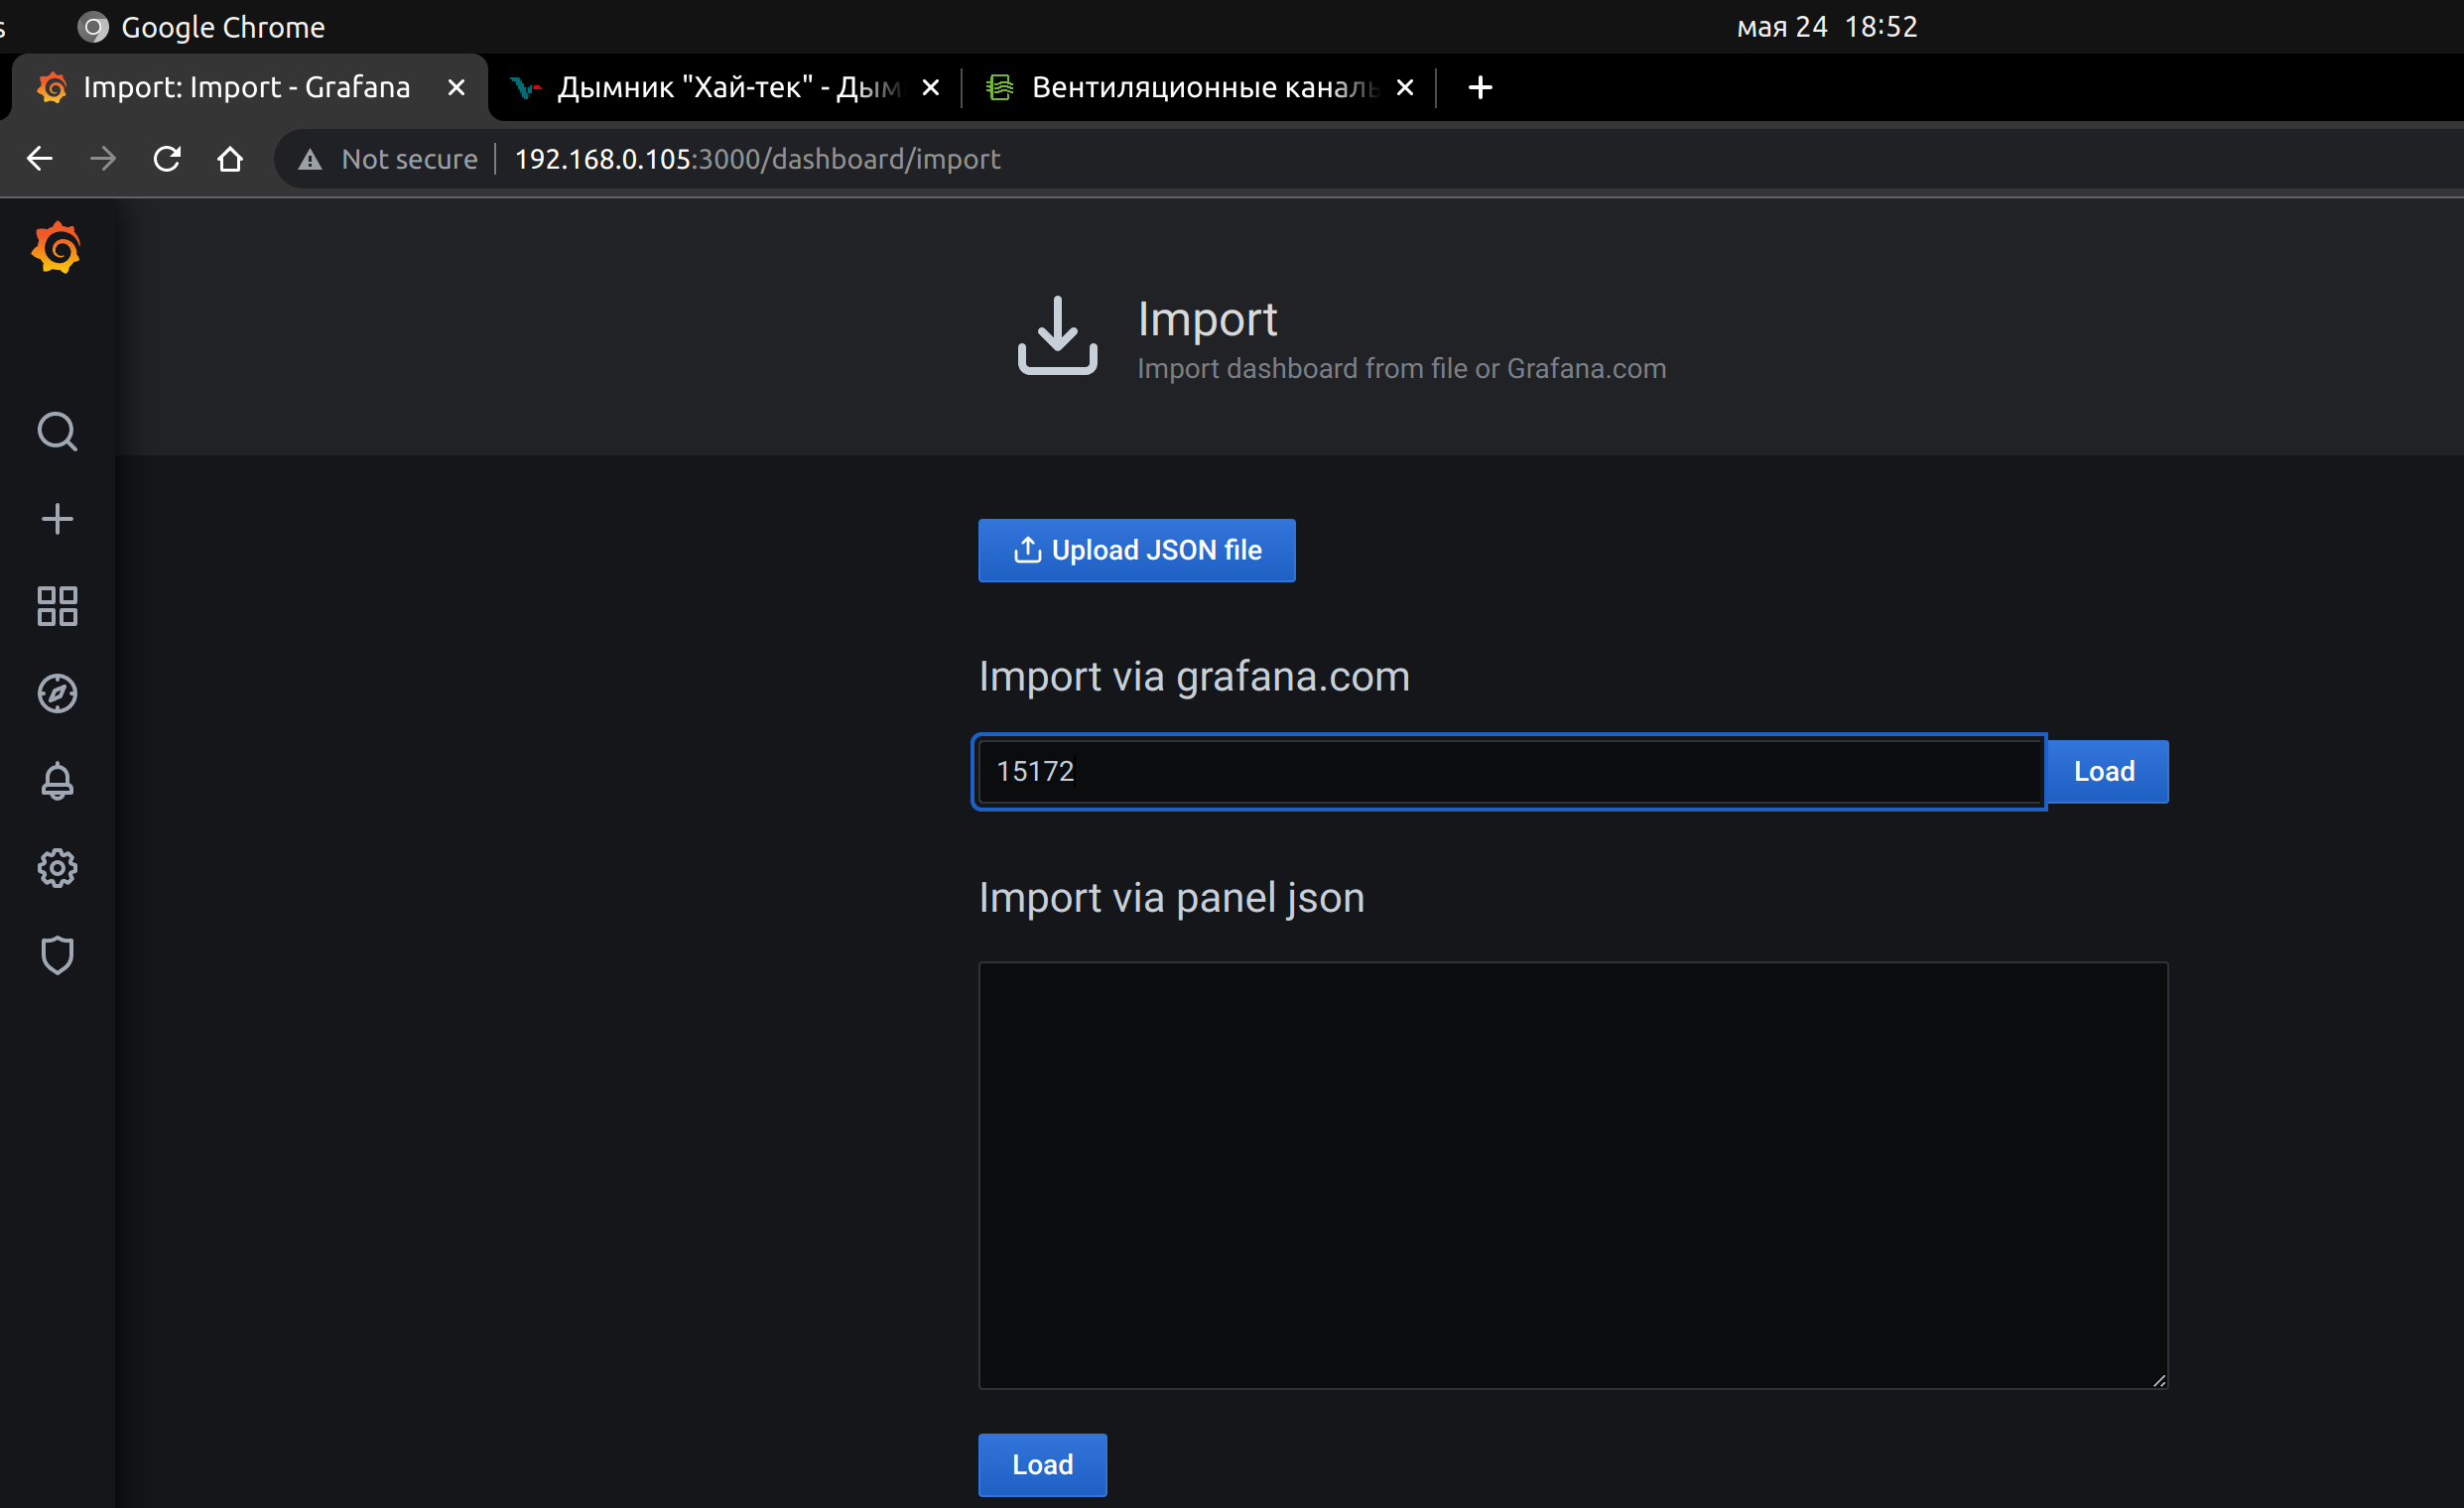 s Google Chrome мая 24 18:52
Import: Import - Grafana Дымник "Хай-тек" - Дым Вентиляционные каналь
Not secure 192.168.0.105:3000/dashboard/import
Import
Import dashboard from file or Grafana.com
Upload JSON file
Import via grafana.com
15172 Load
Import via panel json
Load